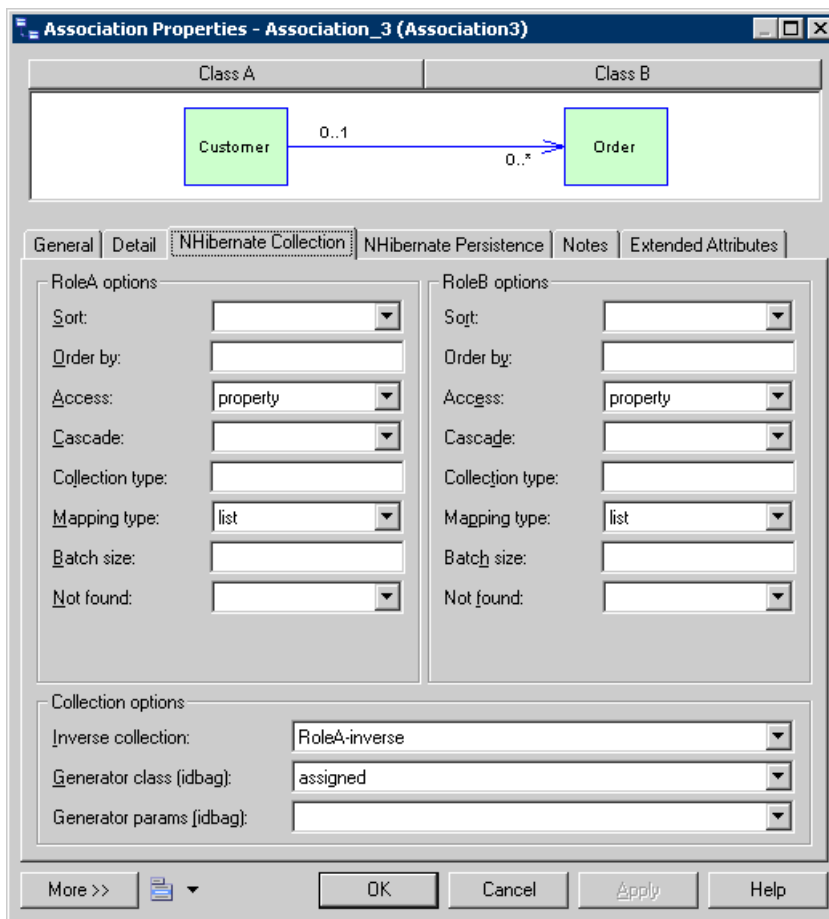 Association Properties - Association_3 (Association3)
Class A Class B
Customer 0..1 0..* Order
General Detail NHibernate Collection NHibernate Persistence Notes Extended Attributes
RoleA options RoleB options
Sort: Sort:
Order by: Order by:
Access: property Access: property
Cascade: Cascade:
Collection type: Collection type:
Mapping type: list Mapping type: list
Batch size: Batch size:
Not found: Not found:
Collection options
Inverse collection: RoleA-inverse
Generator class (idbag): assigned
Generator params (idbag):
More >> OK Cancel Apply Help